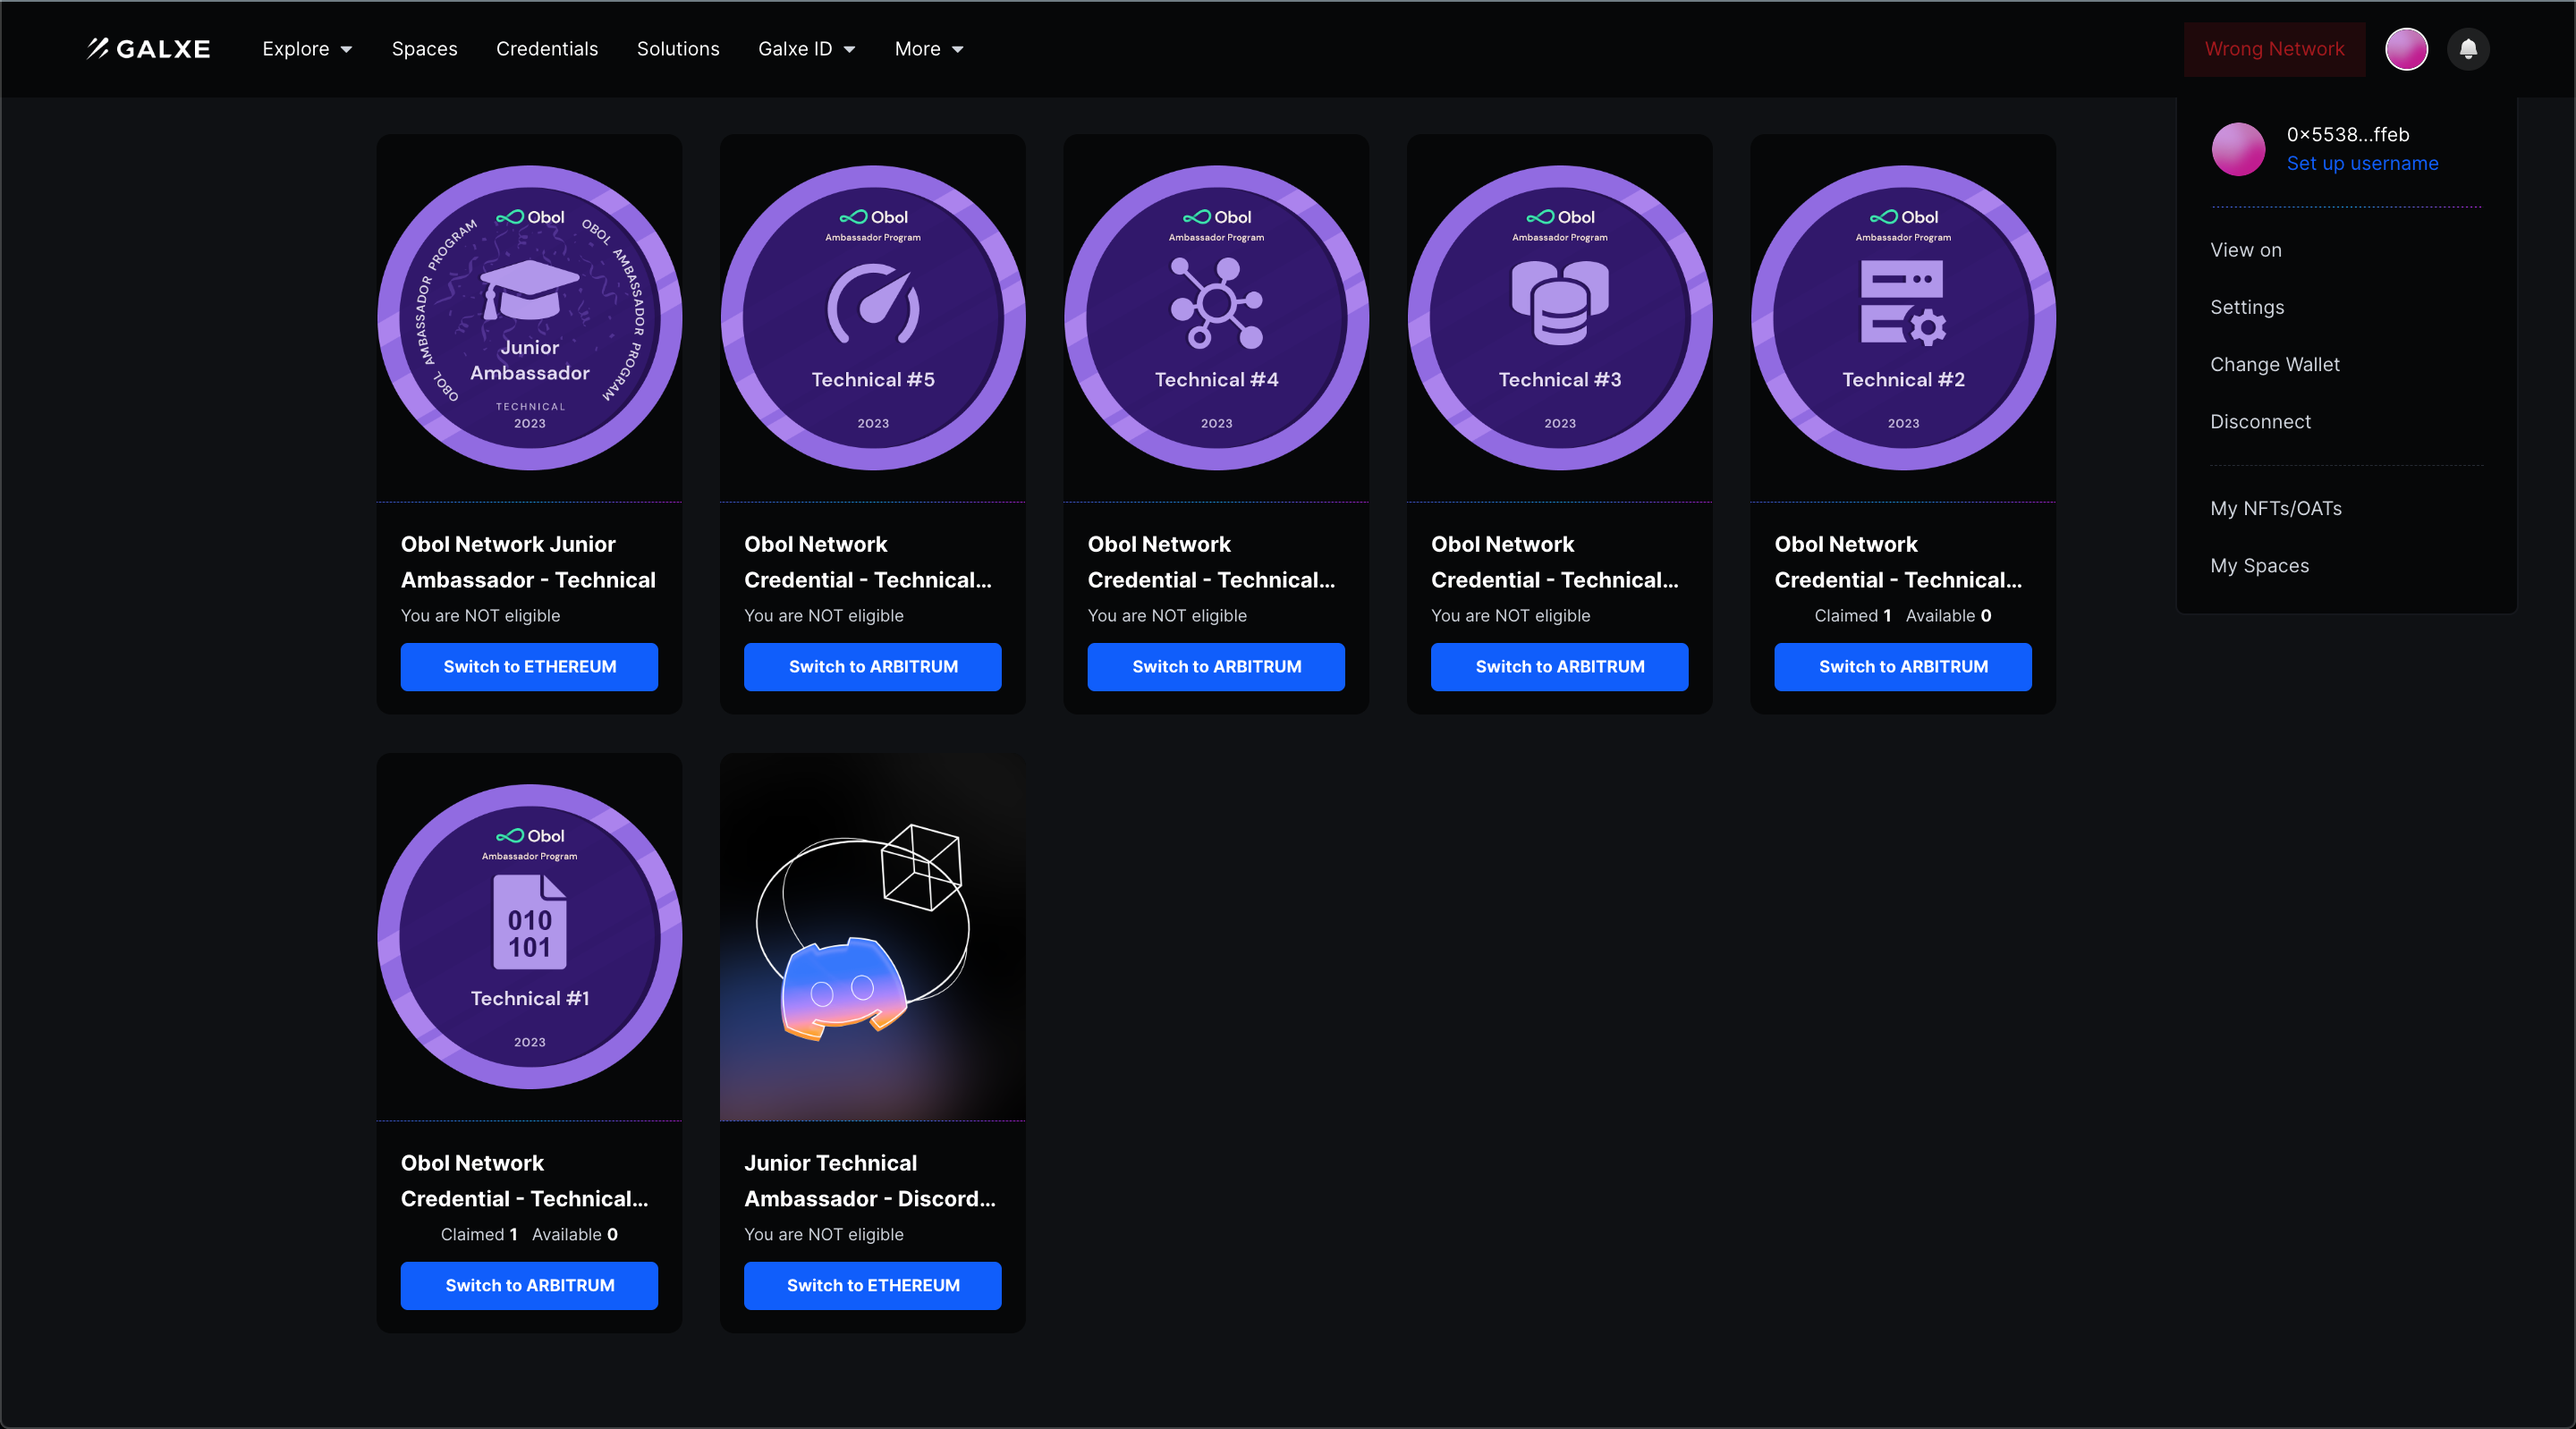 GALXE
Explore
Spaces
Credentials
Solutions
Galxe ID
More
Wrong Network
0x5538...ffeb
Set up username
View on
Settings
Change Wallet
Disconnect
My NFTs/OATs
My Spaces
Obol
OBOL AMBASSADOR PROGRAM
OBOL AMBASSADOR PROGRAM
Junior
Ambassador
TECHNICAL
2023
Obol Network Junior
Ambassador - Technical
You are NOT eligible
Switch to ETHEREUM
Obol
Ambassador Program
Technical #5
2023
Obol Network
Credential - Technical...
You are NOT eligible
Switch to ARBITRUM
Obol
Ambassador Program
Technical #4
2023
Obol Network
Credential - Technical...
You are NOT eligible
Switch to ARBITRUM
Obol
Ambassador Program
Technical #3
2023
Obol Network
Credential - Technical...
You are NOT eligible
Switch to ARBITRUM
Obol
Ambassador Program
Technical #2
2023
Obol Network
Credential - Technical...
Claimed 1 Available 0
Switch to ARBITRUM
Obol
Ambassador Program
010
101
Technical #1
2023
Obol Network
Credential - Technical...
Claimed 1 Available 0
Switch to ARBITRUM
Junior Technical
Ambassador - Discord...
You are NOT eligible
Switch to ETHEREUM